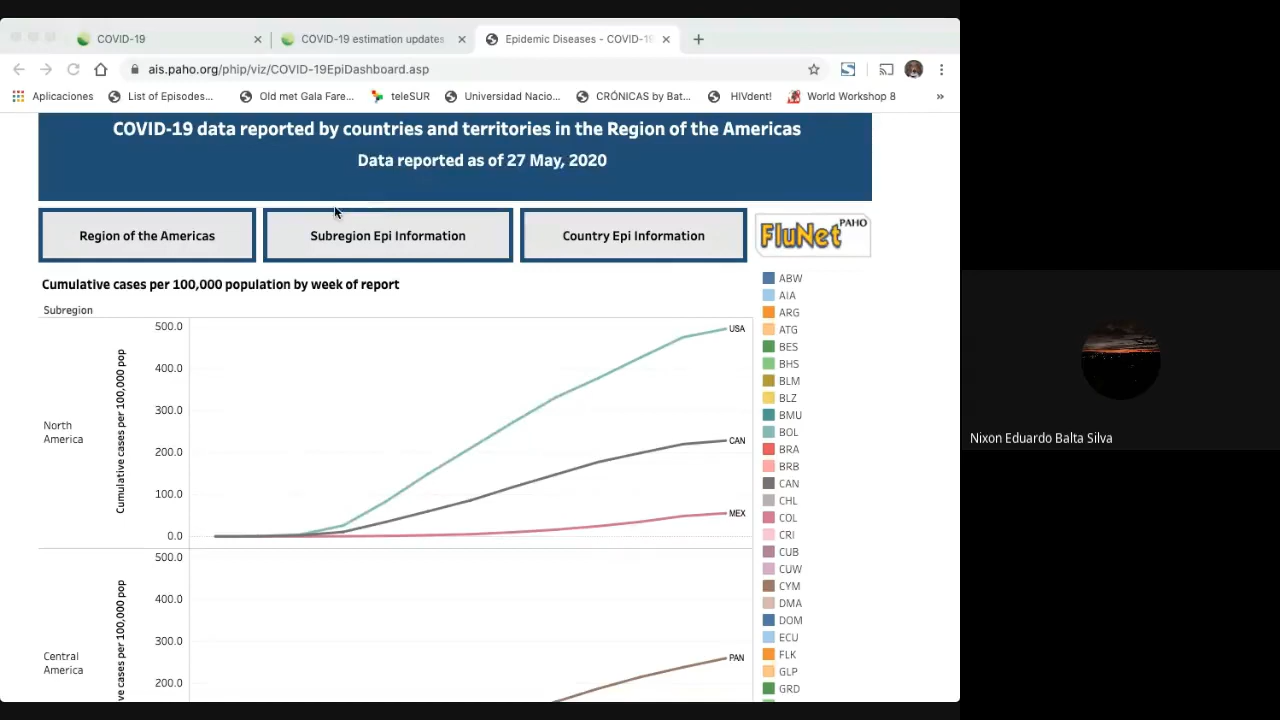 COVID-19
COVID-19 estimation updates
Epidemic Diseases - COVID-19
ais.paho.org/phip/viz/COVID-19EpiDashboard.asp
Aplicaciones
List of Episodes...
Old met Gala Fare...
teleSUR
Universidad Nacio...
CRÓNICAS by Bat...
HIVdent!
World Workshop 8
»
COVID-19 data reported by countries and territories in the Region of the Americas
Data reported as of 27 May, 2020
Region of the Americas
Subregion Epi Information
Country Epi Information
FluNet PAHO
Cumulative cases per 100,000 population by week of report
Subregion
North
America
Cumulative cases per 100,000 pop
500.0
400.0
300.0
200.0
100.0
0.0
USA
CAN
MEX
Central
America
ve cases per 100,000 pop
500.0
400.0
300.0
200.0
PAN
ABW
AIA
ARG
ATG
BES
BHS
BLM
BLZ
BMU
BOL
BRA
BRB
CAN
CHL
COL
CRI
CUB
CUW
CYM
DMA
DOM
ECU
FLK
GLP
GRD
Nixon Eduardo Balta Silva